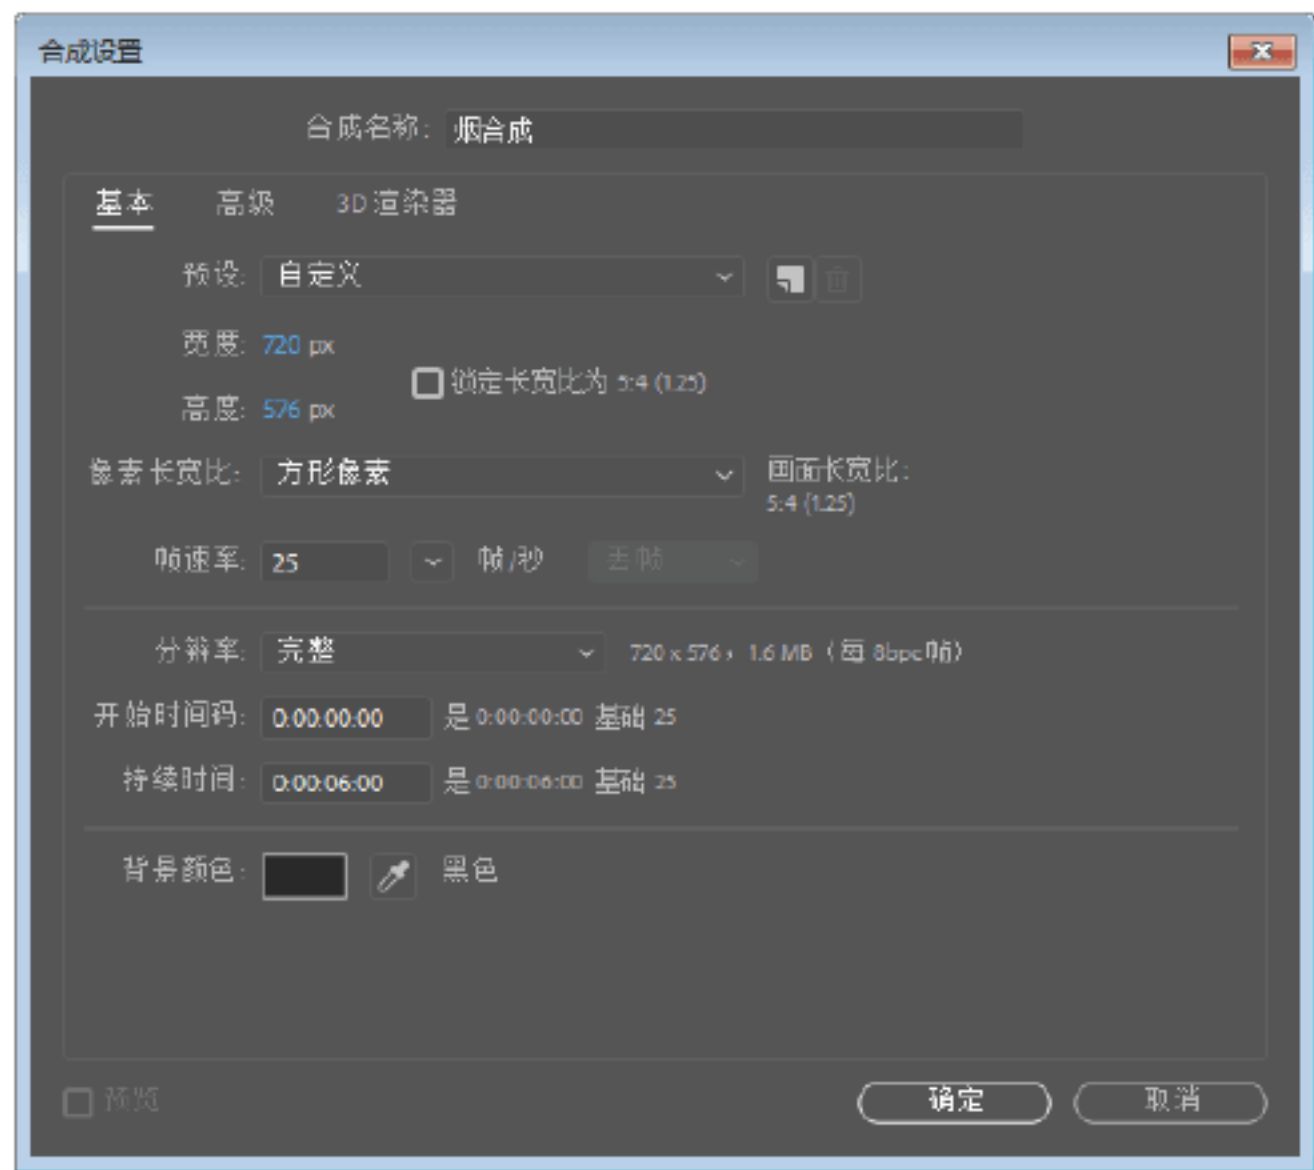 合成设置
合成名称: 烟合成
基本 高级 3D 渲染器
预设: 自定义
宽度: 720 px
锁定长宽比为 5:4 (1.25)
高度: 576 px
像素长宽比: 方形像素 画面长宽比:
5:4 (1.25)
帧速率: 25 帧/秒 丢帧
分辨率: 完整 720 x 576，1.6 MB（每 8bpc 帧）
开始时间码: 0:00:00:00 是 0:00:00:00 基础 25
持续时间: 0:00:06:00 是 0:00:06:00 基础 25
背景颜色: 黑色
预览 确定 取消